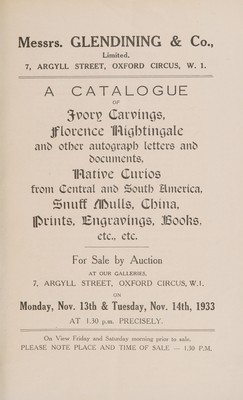 Messrs. GLENDINING & Co.,
Limited.
7, ARGYLL STREET, OXFORD CIRCUS, W. 1.
A CATALOGUE
OF
Ivory Carvings,
Florence Nightingale
and other autograph letters and
documents,
Native Curios
from Central and South America,
Snuff Mulls, China,
Prints, Engravings, Books,
etc., etc.
For Sale by Auction
AT OUR GALLERIES,
7, ARGYLL STREET, OXFORD CIRCUS, W.1.
ON
Monday, Nov. 13th & Tuesday, Nov. 14th, 1933
AT 1.30 p.m. PRECISELY.
On View Friday and Saturday morning prior to sale.
PLEASE NOTE PLACE AND TIME OF SALE — 1.30 P.M.